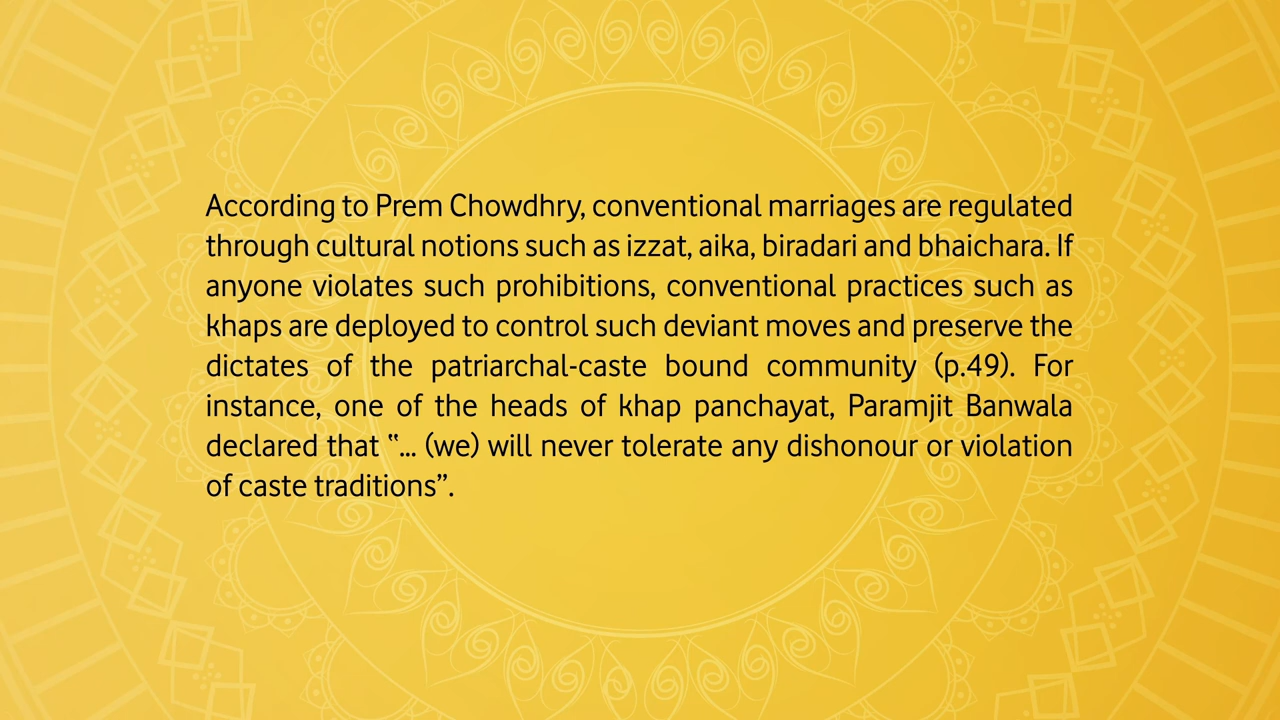 According to Prem Chowdhry, conventional marriages are regulated
through cultural notions such as izzat, aika, biradari and bhaichara. If
anyone violates such prohibitions, conventional practices such as
khaps are deployed to control such deviant moves and preserve the
dictates of the patriarchal-caste bound community (p.49). For
instance, one of the heads of khap panchayat, Paramjit Banwala
declared that “... (we) will never tolerate any dishonour or violation
of caste traditions”.